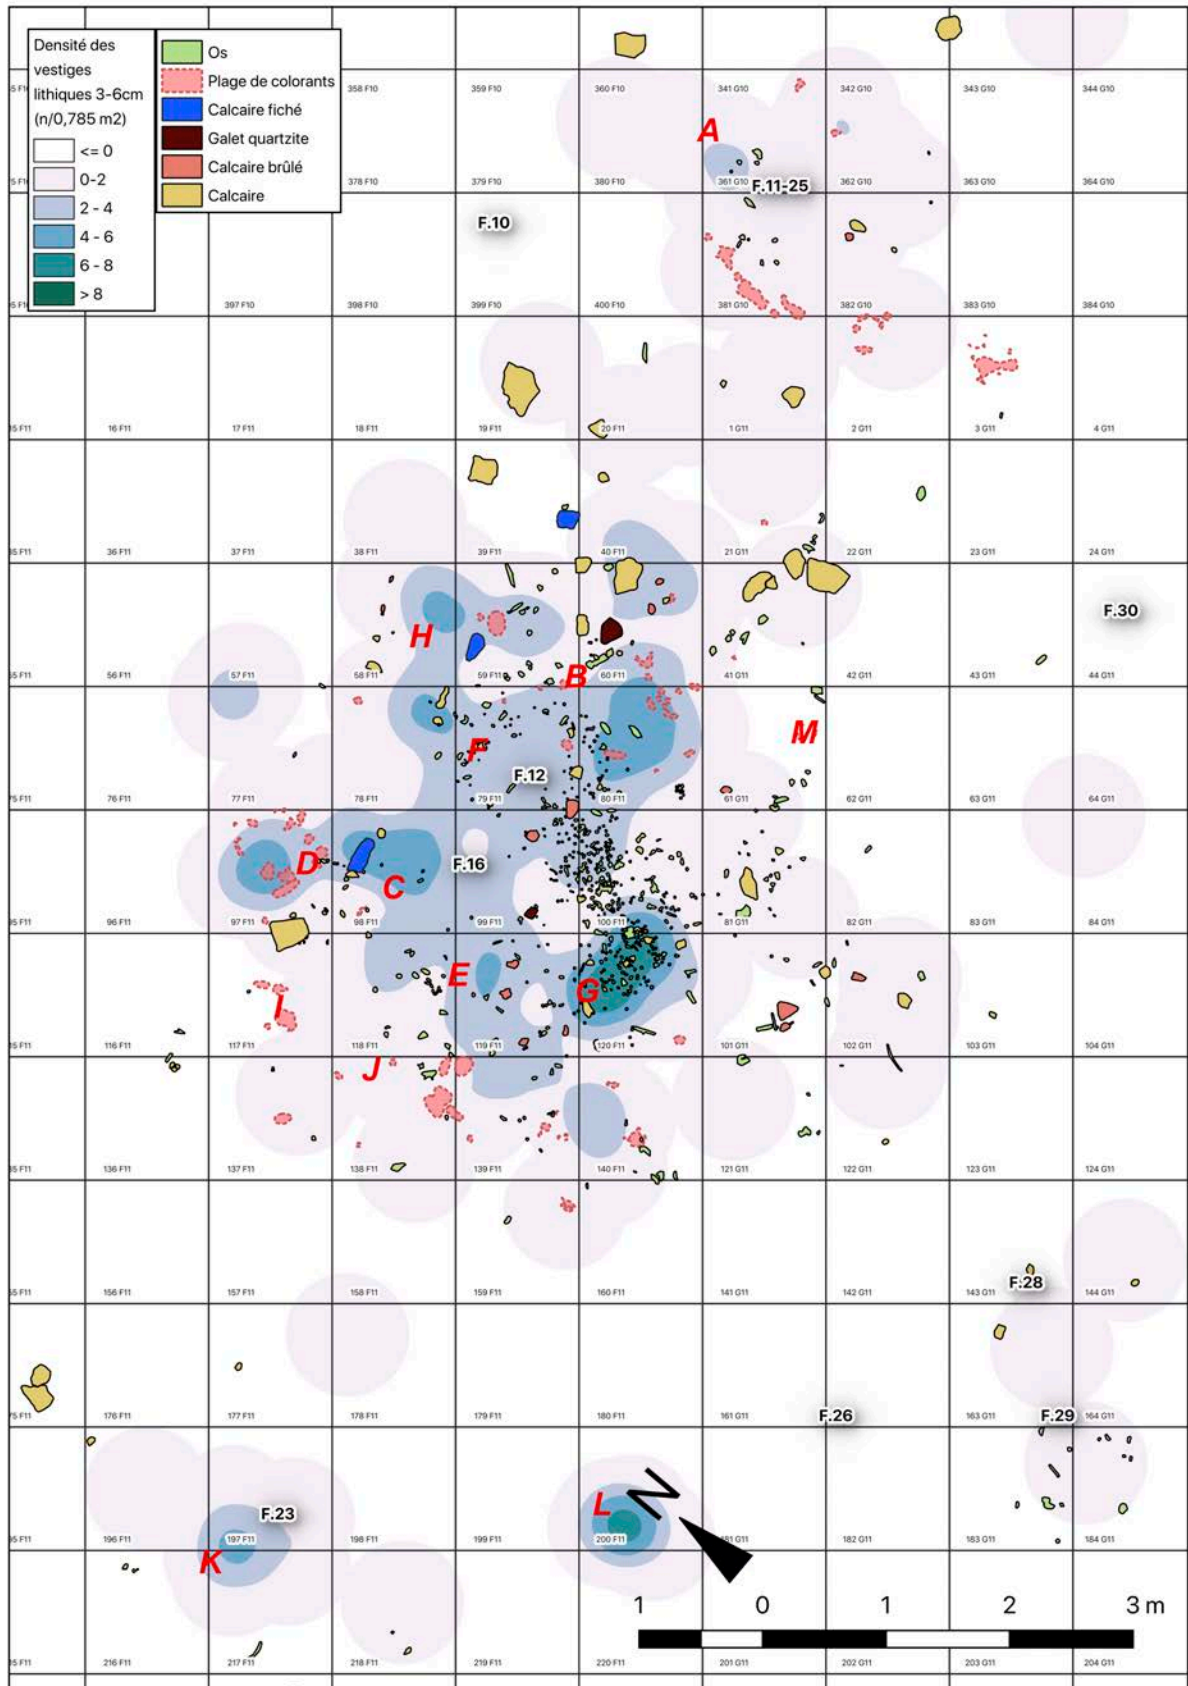 Densité des
vestiges
lithiques 3-6cm
(n/0,785 m2)
<= 0
0-2
2 - 4
4 - 6
6 - 8
> 8
Os
Plage de colorants
Calcaire fiché
Galet quartzite
Calcaire brûlé
Calcaire
358 F10
359 F10
360 F10
341 G10
342 G10
343 G10
344 G10
A
378 F10
379 F10
380 F10
361 G10
F.11-25
362 G10
363 G10
364 G10
F.10
397 F10
398 F10
399 F10
400 F10
381 G10
382 G10
383 G10
384 G10
16 F11
17 F11
18 F11
19 F11
20 F11
1 G11
2 G11
3 G11
4 G11
36 F11
37 F11
38 F11
39 F11
40 F11
21 G11
22 G11
23 G11
24 G11
F.30
H
B
56 F11
57 F11
58 F11
59 F11
60 F11
41 G11
42 G11
43 G11
44 G11
M
F
F.12
76 F11
77 F11
78 F11
79 F11
80 F11
61 G11
62 G11
63 G11
64 G11
D
F.16
C
96 F11
97 F11
98 F11
99 F11
100 F11
81 G11
82 G11
83 G11
84 G11
E
G
I
116 F11
117 F11
118 F11
119 F11
120 F11
101 G11
102 G11
103 G11
104 G11
J
136 F11
137 F11
138 F11
139 F11
140 F11
121 G11
122 G11
123 G11
124 G11
F.28
156 F11
157 F11
158 F11
159 F11
160 F11
141 G11
142 G11
143 G11
144 G11
176 F11
177 F11
178 F11
179 F11
180 F11
161 G11
F.26
163 G11
F.29
164 G11
L
N
F.23
196 F11
197 F11
198 F11
199 F11
200 F11
181 G11
182 G11
183 G11
184 G11
K
1 0 1 2 3 m
216 F11
217 F11
218 F11
219 F11
220 F11
201 G11
202 G11
203 G11
204 G11